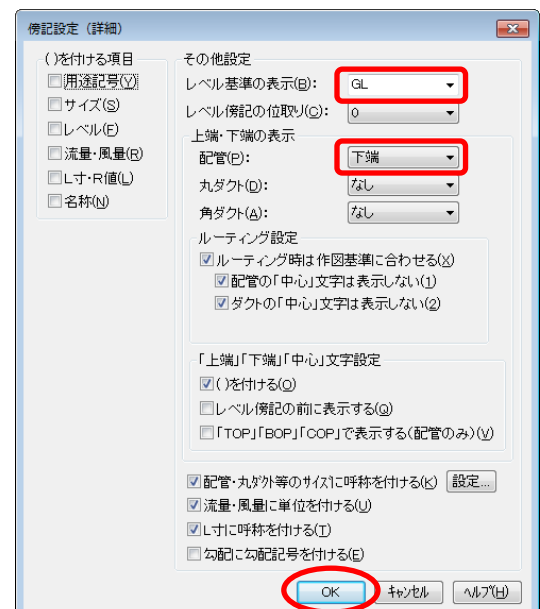 傍記設定（詳細）
( )を付ける項目
用途記号(Y)
サイズ(S)
レベル(F)
流量・風量(R)
L寸・R値(L)
名称(N)
その他設定
レベル基準の表示(B): GL
レベル傍記の位取り(C): 0
上端・下端の表示
配管(P): 下端
丸ダクト(D): なし
角ダクト(A): なし
ルーティング設定
ルーティング時は作図基準に合わせる(X)
配管の「中心」文字は表示しない(1)
ダクトの「中心」文字は表示しない(2)
「上端」「下端」「中心」文字設定
( )を付ける(O)
レベル傍記の前に表示する(Q)
「TOP」「BOP」「COP」で表示する(配管のみ)(V)
配管・丸ダクト等のサイズに呼称を付ける(K) 設定...
流量・風量に単位を付ける(U)
L寸に呼称を付ける(T)
勾配に勾配記号を付ける(E)
OK キャンセル ヘルプ(H)